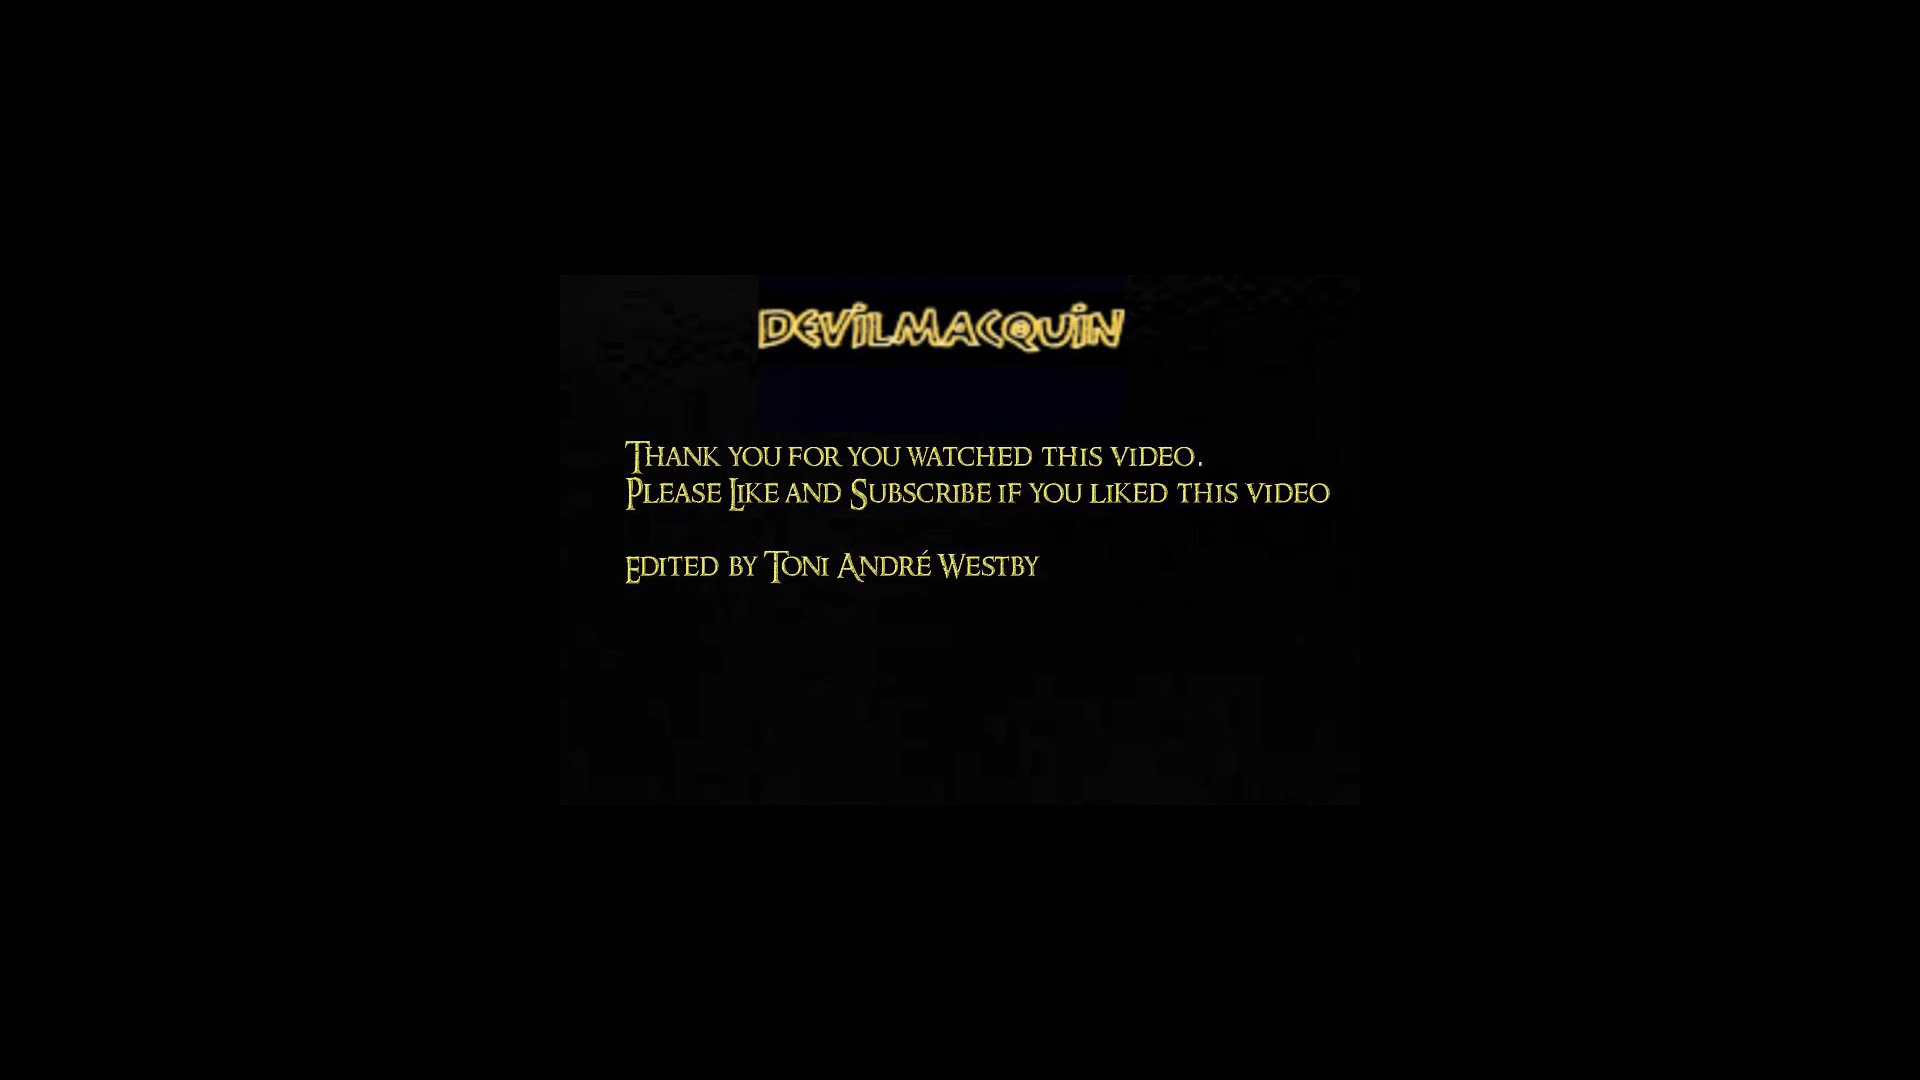 DEVILMACQUIN
Thank you for you watched this video.
Please Like and Subscribe if you liked this video
Edited by Toni André Westby